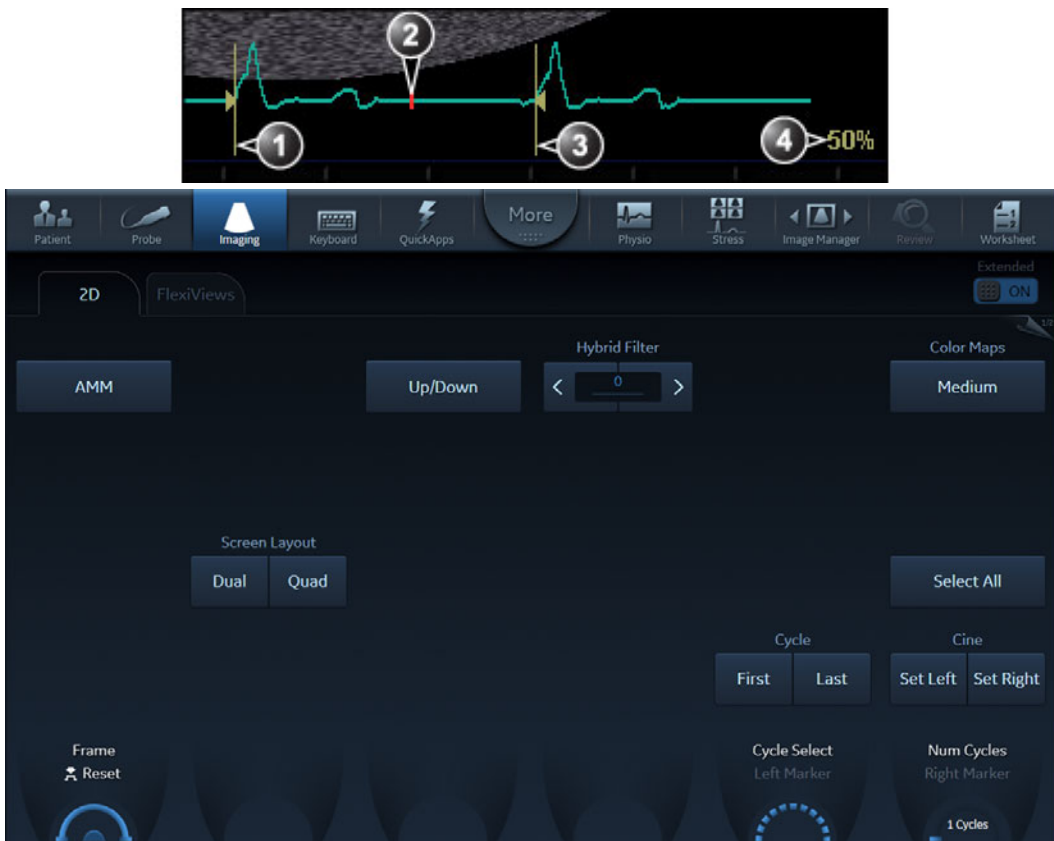 2
1
3
4
50%
Patient
Probe
Imaging
Keyboard
QuickApps
More
Physio
Stress
Image Manager
Review
Worksheet
2D
FlexiViews
Extended
ON
Hybrid Filter
Color Maps
AMM
Up/Down
< 0 >
Medium
Screen Layout
Dual
Quad
Select All
Cycle
Cine
First
Last
Set Left
Set Right
Frame
Reset
Cycle Select
Left Marker
Num Cycles
Right Marker
1 Cycles